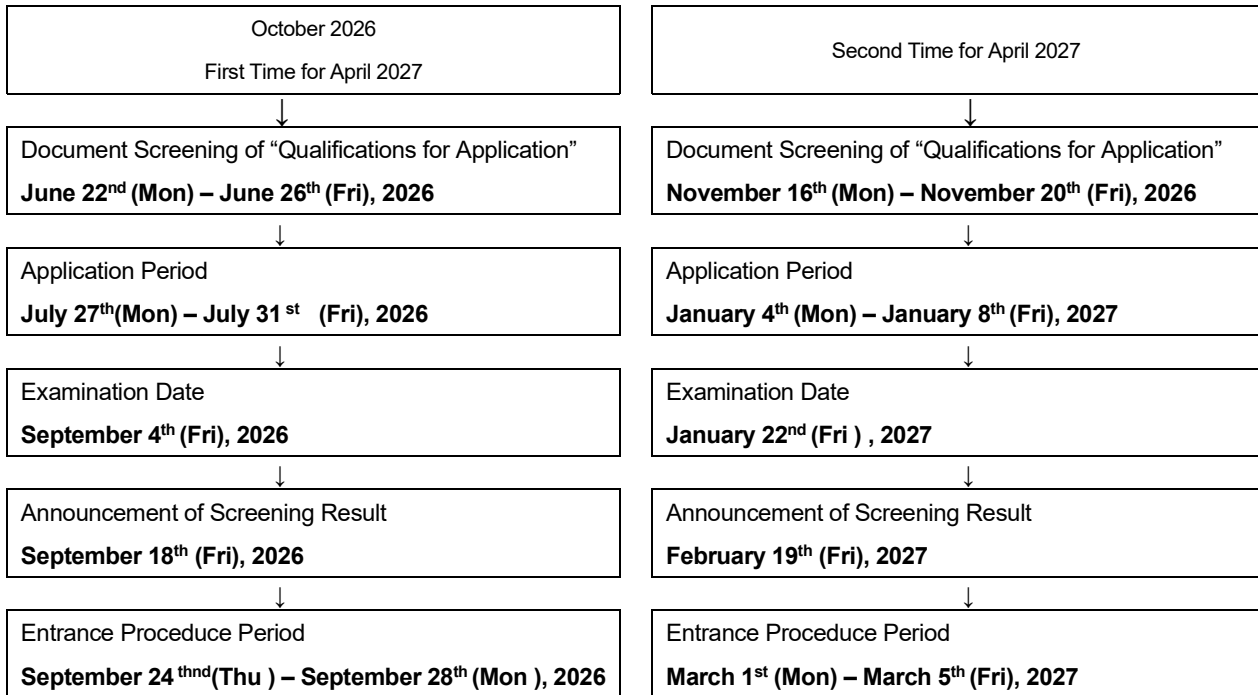 October 2026
First Time for April 2027
↓
Document Screening of “Qualifications for Application”
June 22nd (Mon) – June 26th (Fri), 2026
↓
Application Period
July 27th(Mon) – July 31 st (Fri), 2026
↓
Examination Date
September 4th (Fri), 2026
↓
Announcement of Screening Result
September 18th (Fri), 2026
↓
Entrance Proceduce Period
September 24 thnd(Thu ) – September 28th (Mon ), 2026
Second Time for April 2027
↓
Document Screening of “Qualifications for Application”
November 16th (Mon) – November 20th (Fri), 2026
↓
Application Period
January 4th (Mon) – January 8th (Fri), 2027
↓
Examination Date
January 22nd (Fri ) , 2027
↓
Announcement of Screening Result
February 19th (Fri), 2027
↓
Entrance Proceduce Period
March 1st (Mon) – March 5th (Fri), 2027